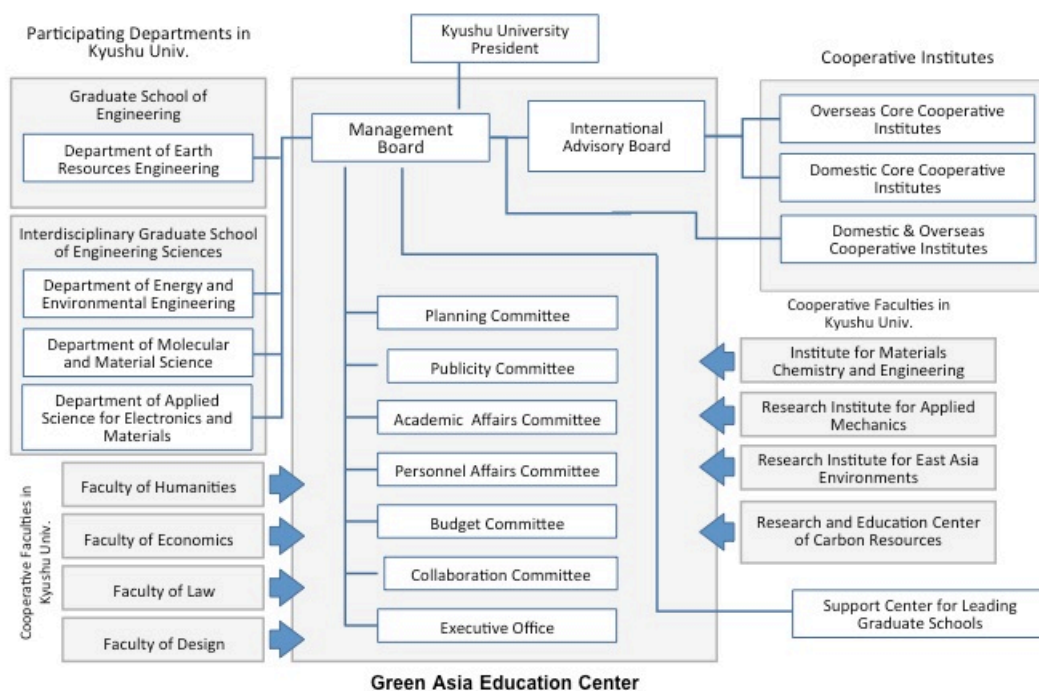 Participating Departments in
Kyushu Univ.
Graduate School of
Engineering
Department of Earth
Resources Engineering
Interdisciplinary Graduate School
of Engineering Sciences
Department of Energy and
Environmental Engineering
Department of Molecular
and Material Science
Department of Applied
Science for Electronics and
Materials
Cooperative Faculties in
Kyushu Univ.
Faculty of Humanities
Faculty of Economics
Faculty of Law
Faculty of Design
Kyushu University
President
Management
Board
International
Advisory Board
Planning Committee
Publicity Committee
Academic Affairs Committee
Personnel Affairs Committee
Budget Committee
Collaboration Committee
Executive Office
Cooperative Institutes
Overseas Core Cooperative
Institutes
Domestic Core Cooperative
Institutes
Domestic & Overseas
Cooperative Institutes
Cooperative Faculties in
Kyushu Univ.
Institute for Materials
Chemistry and Engineering
Research Institute for Applied
Mechanics
Research Institute for East Asia
Environments
Research and Education Center
of Carbon Resources
Support Center for Leading
Graduate Schools
Green Asia Education Center